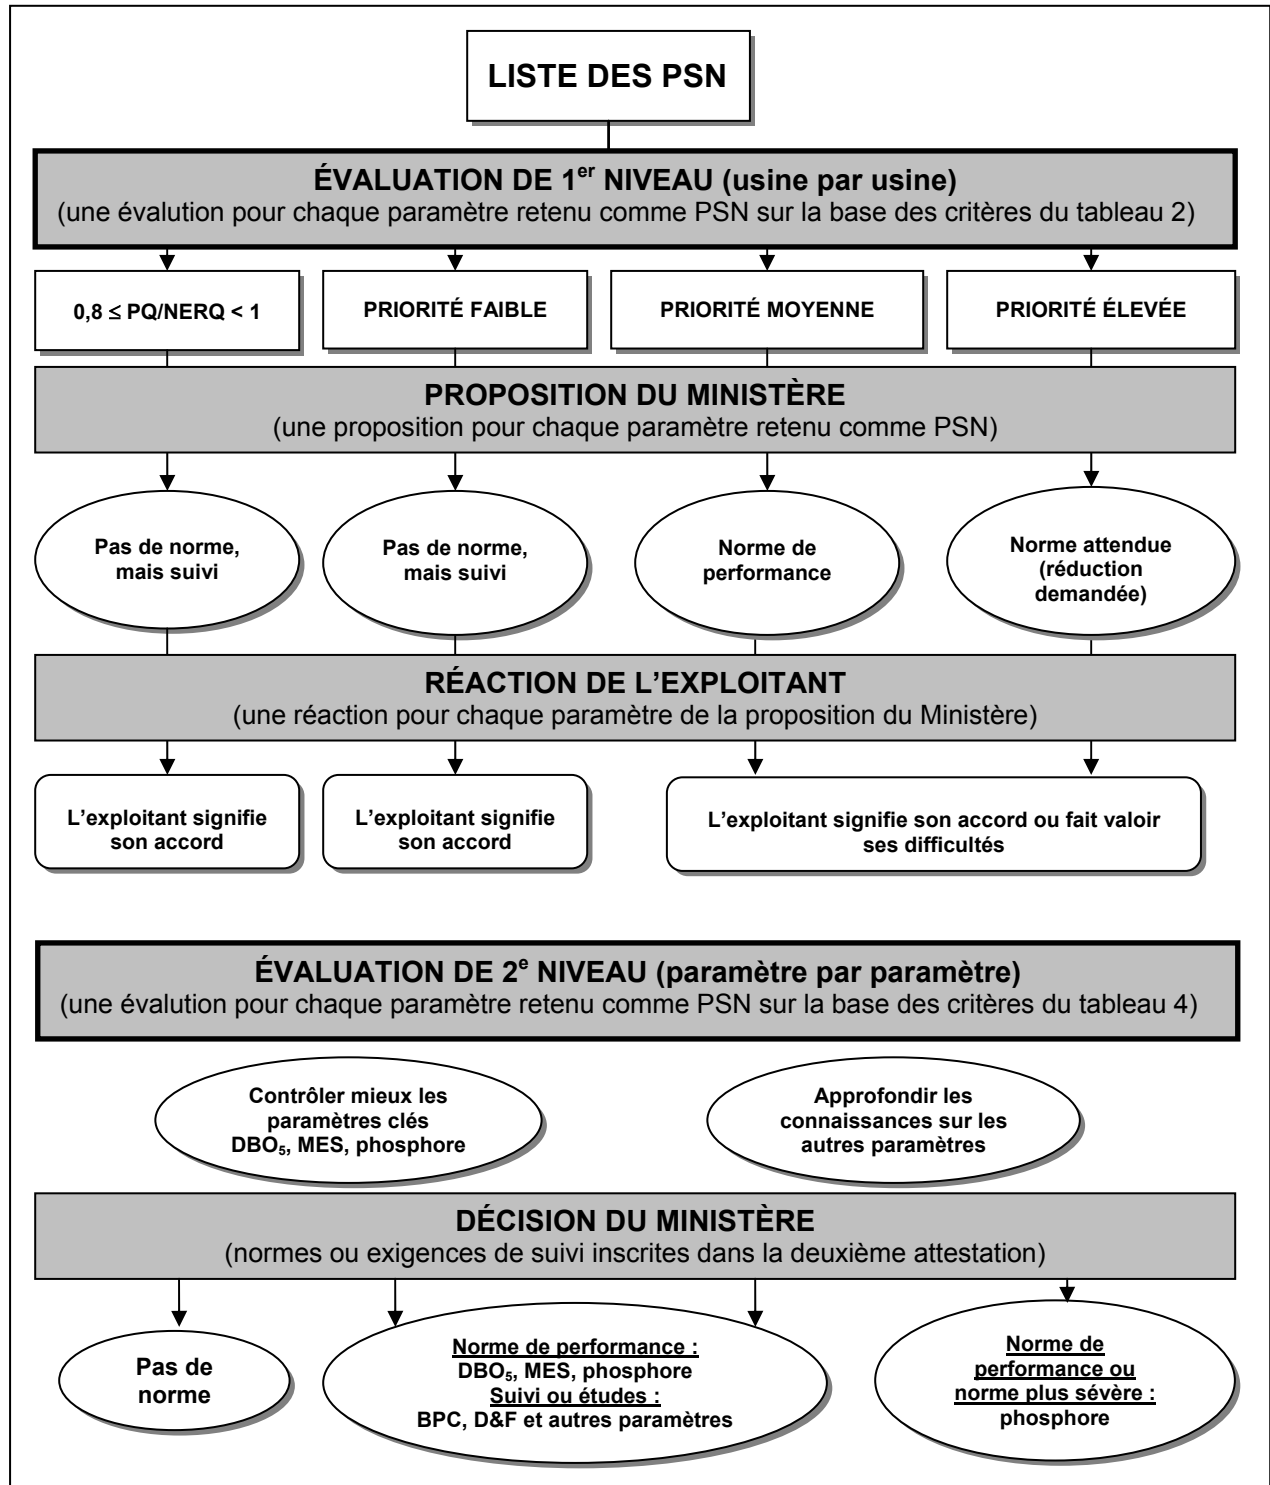 LISTE DES PSN
ÉVALUATION DE 1er NIVEAU (usine par usine)
(une évalution pour chaque paramètre retenu comme PSN sur la base des critères du tableau 2)
0,8 ≤ PQ/NERQ < 1
PRIORITÉ FAIBLE
PRIORITÉ MOYENNE
PRIORITÉ ÉLEVÉE
PROPOSITION DU MINISTÈRE
(une proposition pour chaque paramètre retenu comme PSN)
Pas de norme,
mais suivi
Pas de norme,
mais suivi
Norme de
performance
Norme attendue
(réduction
demandée)
RÉACTION DE L’EXPLOITANT
(une réaction pour chaque paramètre de la proposition du Ministère)
L’exploitant signifie
son accord
L’exploitant signifie
son accord
L’exploitant signifie son accord ou fait valoir
ses difficultés
ÉVALUATION DE 2e NIVEAU (paramètre par paramètre)
(une évalution pour chaque paramètre retenu comme PSN sur la base des critères du tableau 4)
Contrôler mieux les
paramètres clés
DBO₅, MES, phosphore
Approfondir les
connaissances sur les
autres paramètres
DÉCISION DU MINISTÈRE
(normes ou exigences de suivi inscrites dans la deuxième attestation)
Pas de
norme
Norme de performance :
DBO₅, MES, phosphore
Suivi ou études :
BPC, D&F et autres paramètres
Norme de
performance ou
norme plus sévère :
phosphore